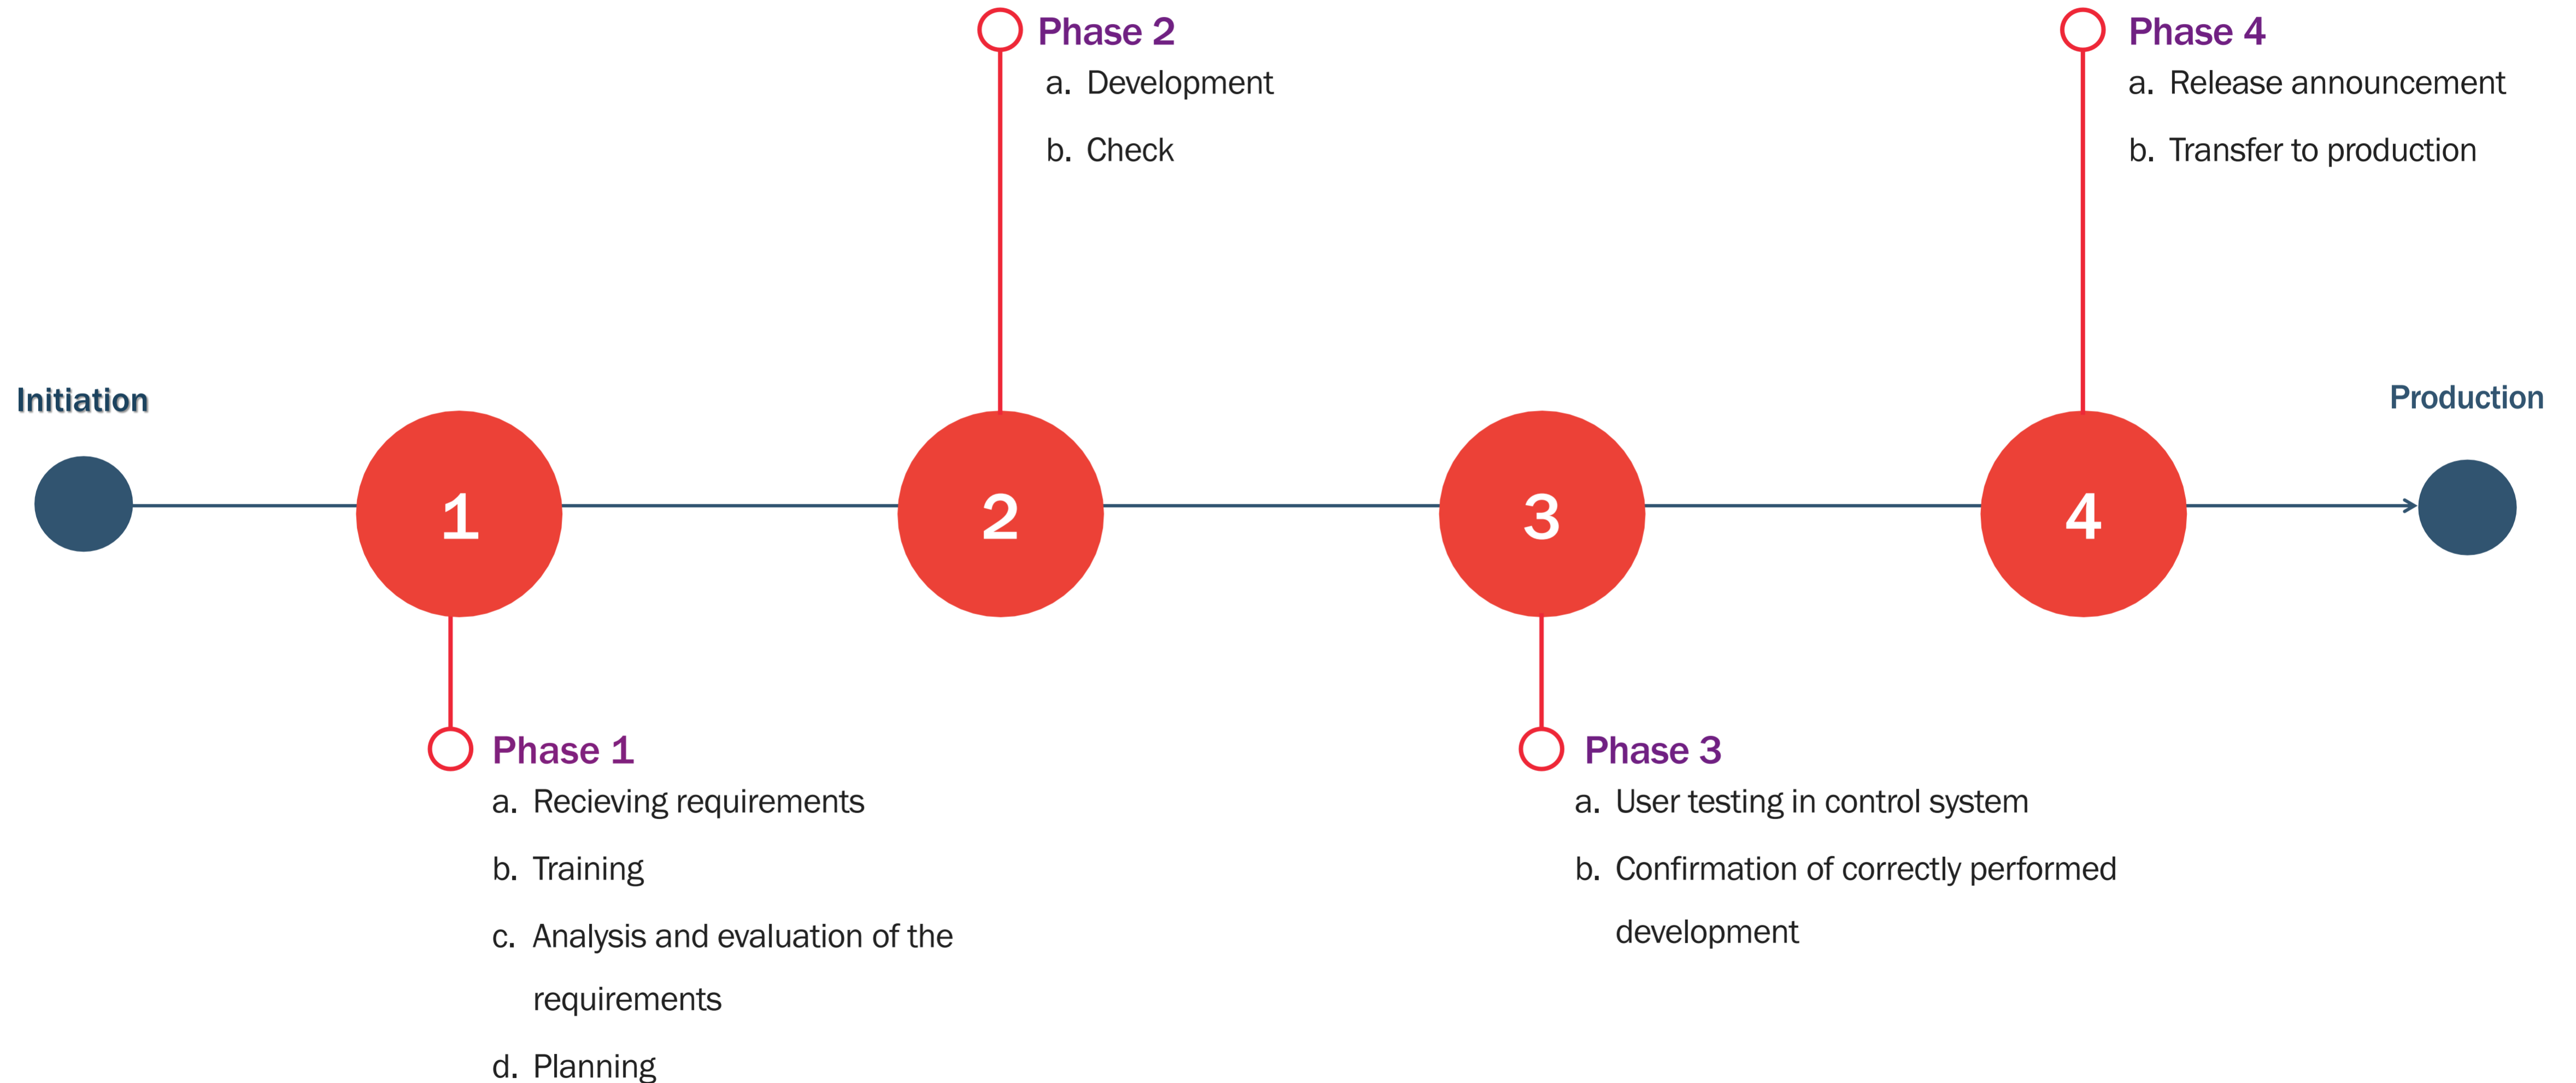 Phase 2
a. Development
b. Check
Phase 4
a. Release announcement
b. Transfer to production
Initiation
Production
1
2
3
4
Phase 1
a. Recieving requirements
b. Training
c. Analysis and evaluation of the
requirements
d. Planning
Phase 3
a. User testing in control system
b. Confirmation of correctly performed
development